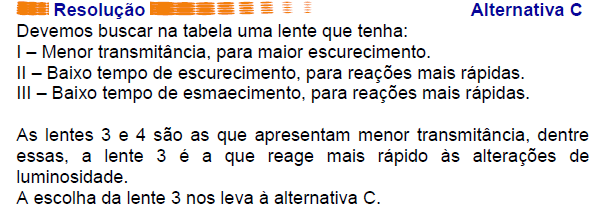 Resolução Alternativa C
Devemos buscar na tabela uma lente que tenha:
I – Menor transmitância, para maior escurecimento.
II – Baixo tempo de escurecimento, para reações mais rápidas.
III – Baixo tempo de esmaecimento, para reações mais rápidas.
As lentes 3 e 4 são as que apresentam menor transmitância, dentre
essas, a lente 3 é a que reage mais rápido às alterações de
luminosidade.
A escolha da lente 3 nos leva à alternativa C.